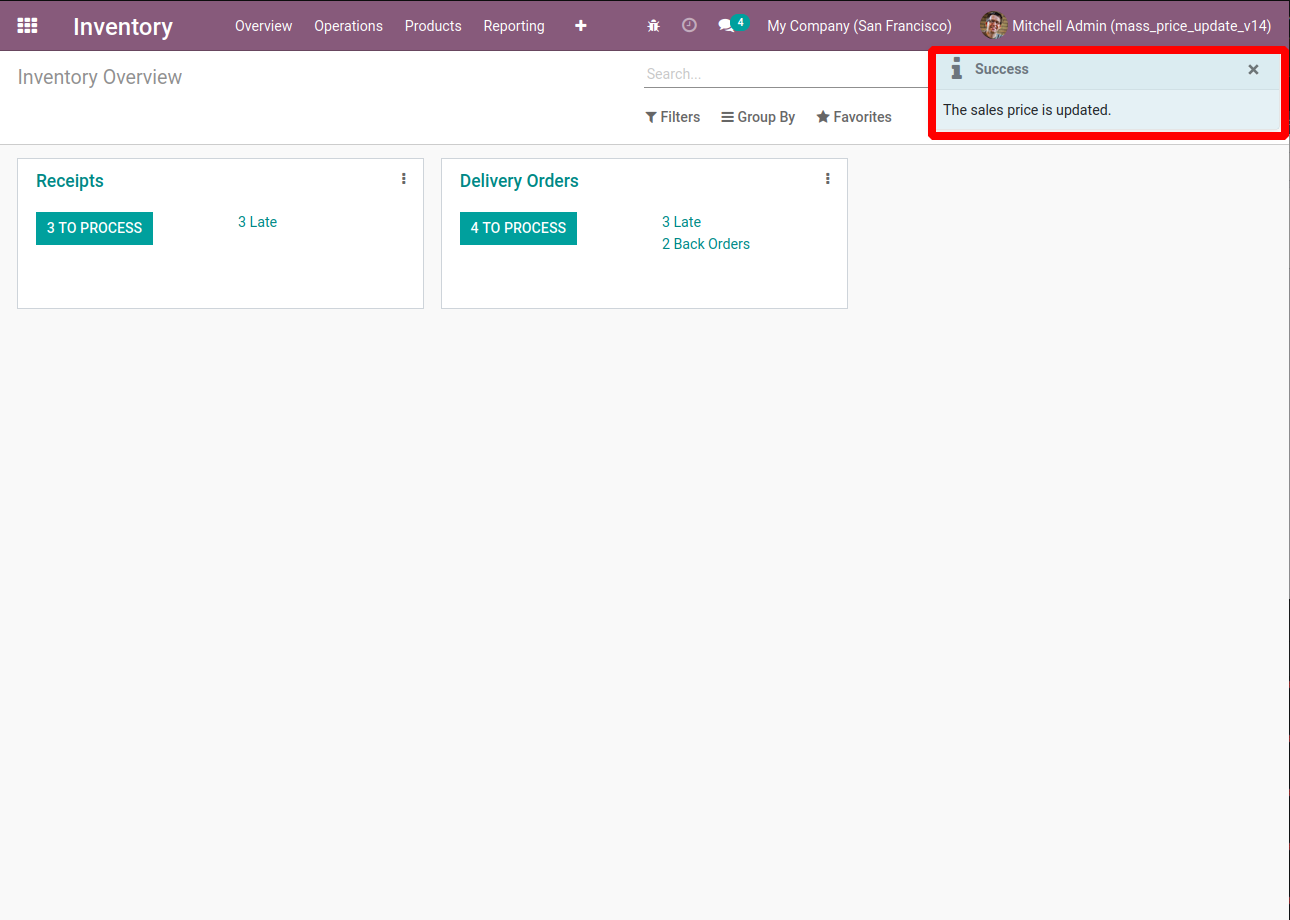 Inventory Overview Operations Products Reporting 4 My Company (San Francisco) Mitchell Admin (mass_price_update_v14)
Inventory Overview
Search...
Filters Group By Favorites
Success
The sales price is updated.
Receipts
3 TO PROCESS
3 Late
Delivery Orders
4 TO PROCESS
3 Late
2 Back Orders